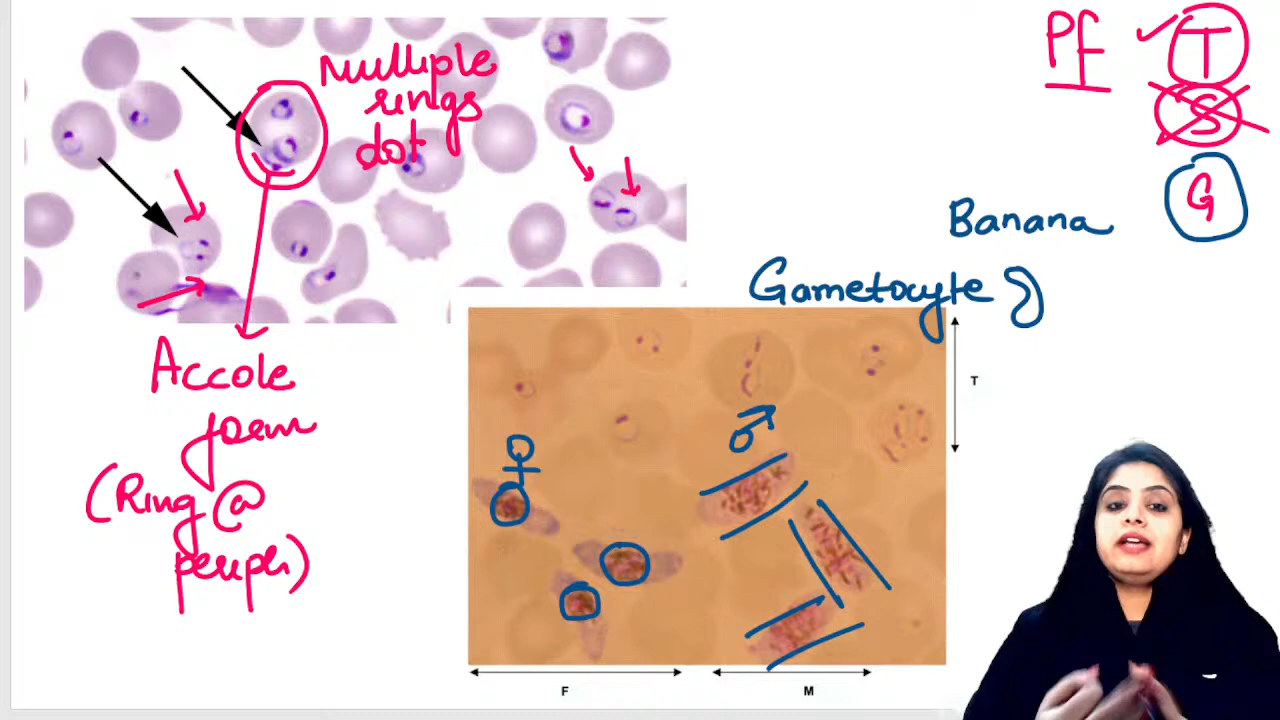 Multiple
rings
dot
Pf ✓ T
S
G
Banana
Gametocyte
Accole
form
(Ring @
periph)
♀
♂
T
F
M